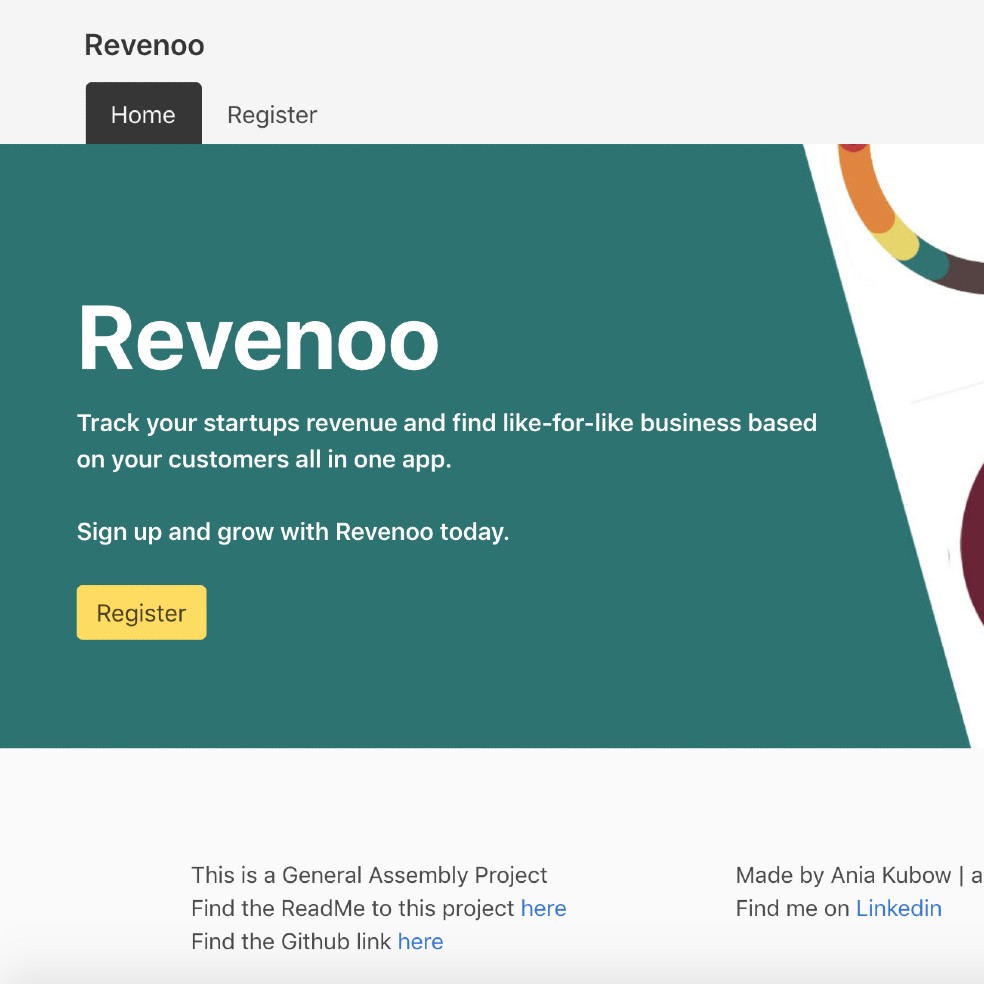 Revenoo
Home Register
Revenoo
Track your startups revenue and find like-for-like business based
on your customers all in one app.
Sign up and grow with Revenoo today.
Register
This is a General Assembly Project
Find the ReadMe to this project here
Find the Github link here
Made by Ania Kubow | a
Find me on Linkedin